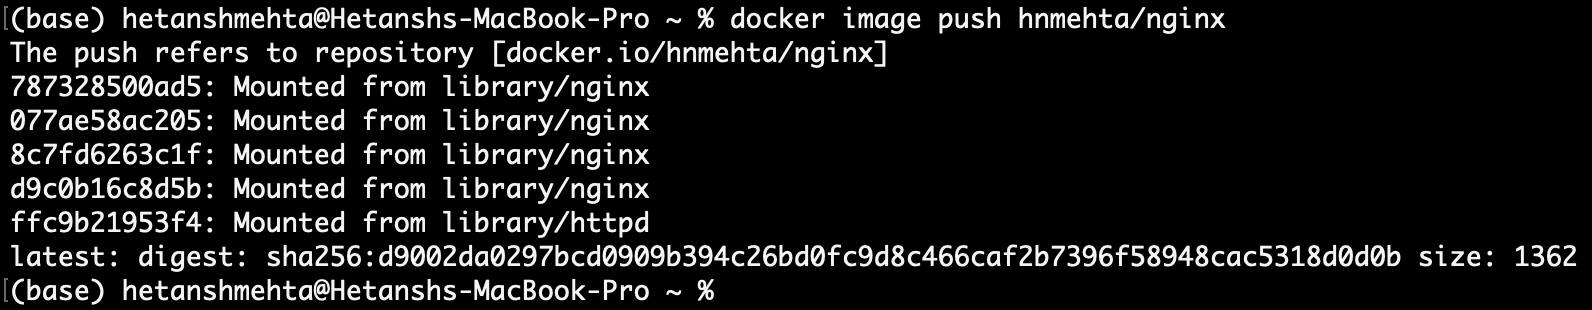 (base) hetanshmehta@Hetanshs-MacBook-Pro ~ % docker image push hnmehta/nginx
The push refers to repository [docker.io/hnmehta/nginx]
787328500ad5: Mounted from library/nginx
077ae58ac205: Mounted from library/nginx
8c7fd6263c1f: Mounted from library/nginx
d9c0b16c8d5b: Mounted from library/nginx
ffc9b21953f4: Mounted from library/httpd
latest: digest: sha256:d9002da0297bcd0909b394c26bd0fc9d8c466caf2b7396f58948cac5318d0d0b size: 1362
(base) hetanshmehta@Hetanshs-MacBook-Pro ~ %